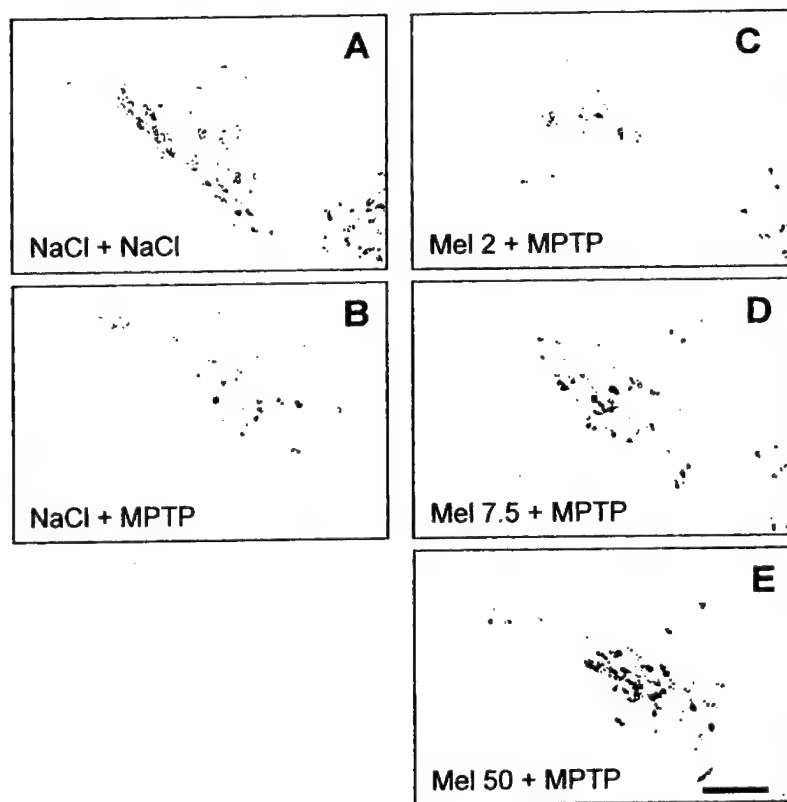 A
NaCl + NaCl
B
NaCl + MPTP
C
Mel 2 + MPTP
D
Mel 7.5 + MPTP
E
Mel 50 + MPTP